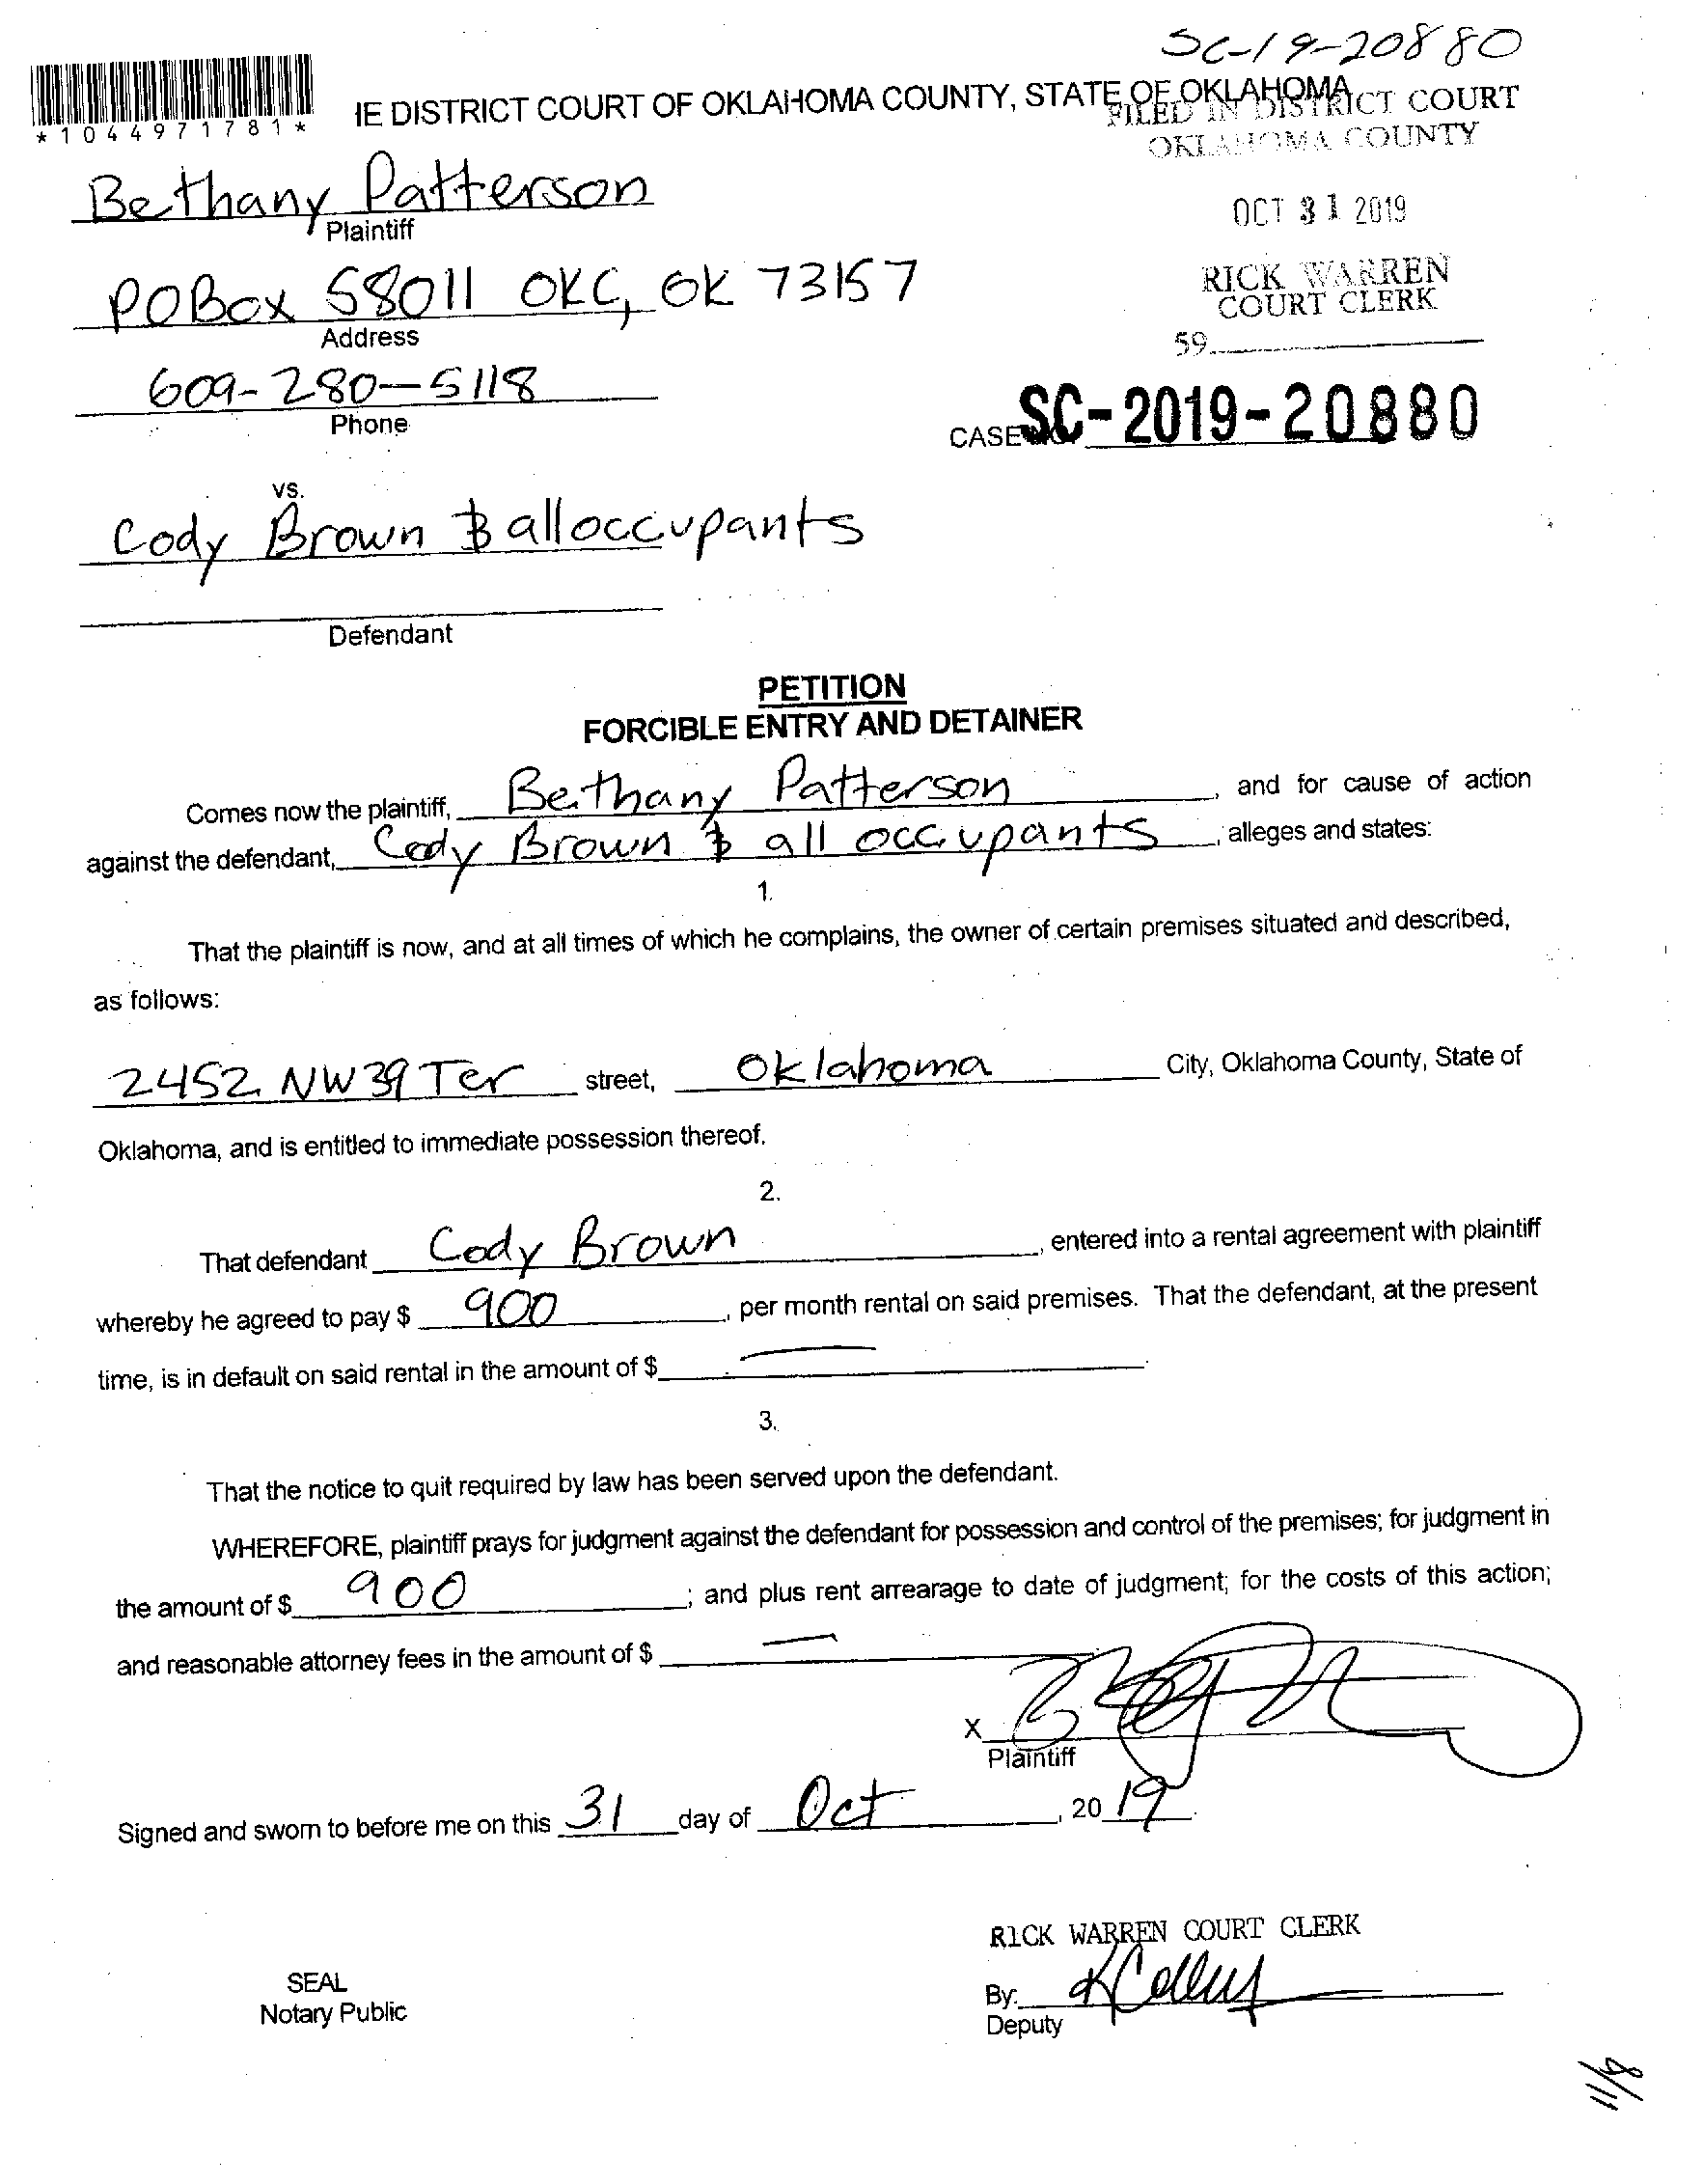 SC-19-20880
*1044971781*
IE DISTRICT COURT OF OKLAHOMA COUNTY, STATE OF OKLAHOMA
FILED IN DISTRICT COURT
OKLAHOMA COUNTY
Bethany Patterson
Plaintiff
OCT 31 2019
POBox 58011 OKC, OK 73157
Address
RICK WARREN
COURT CLERK
59
609-280-5118
Phone
CASE SC-2019-20880
vs.
Cody Brown & all occupants
Defendant
PETITION
FORCIBLE ENTRY AND DETAINER
Comes now the plaintiff, Bethany Patterson, and for cause of action
against the defendant, Cody Brown & all occupants, alleges and states:
1.
That the plaintiff is now, and at all times of which he complains, the owner of certain premises situated and described,
as follows:
2452 NW 39 Ter street, Oklahoma City, Oklahoma County, State of
Oklahoma, and is entitled to immediate possession thereof.
2.
That defendant Cody Brown, entered into a rental agreement with plaintiff
whereby he agreed to pay $ 900, per month rental on said premises. That the defendant, at the present
time, is in default on said rental in the amount of $ —.
3.
That the notice to quit required by law has been served upon the defendant.
WHEREFORE, plaintiff prays for judgment against the defendant for possession and control of the premises; for judgment in
the amount of $ 900; and plus rent arrearage to date of judgment; for the costs of this action;
and reasonable attorney fees in the amount of $ —
X
Plaintiff
Signed and sworn to before me on this 31 day of Oct, 2019.
RICK WARREN COURT CLERK
SEAL
Notary Public
By:
Deputy